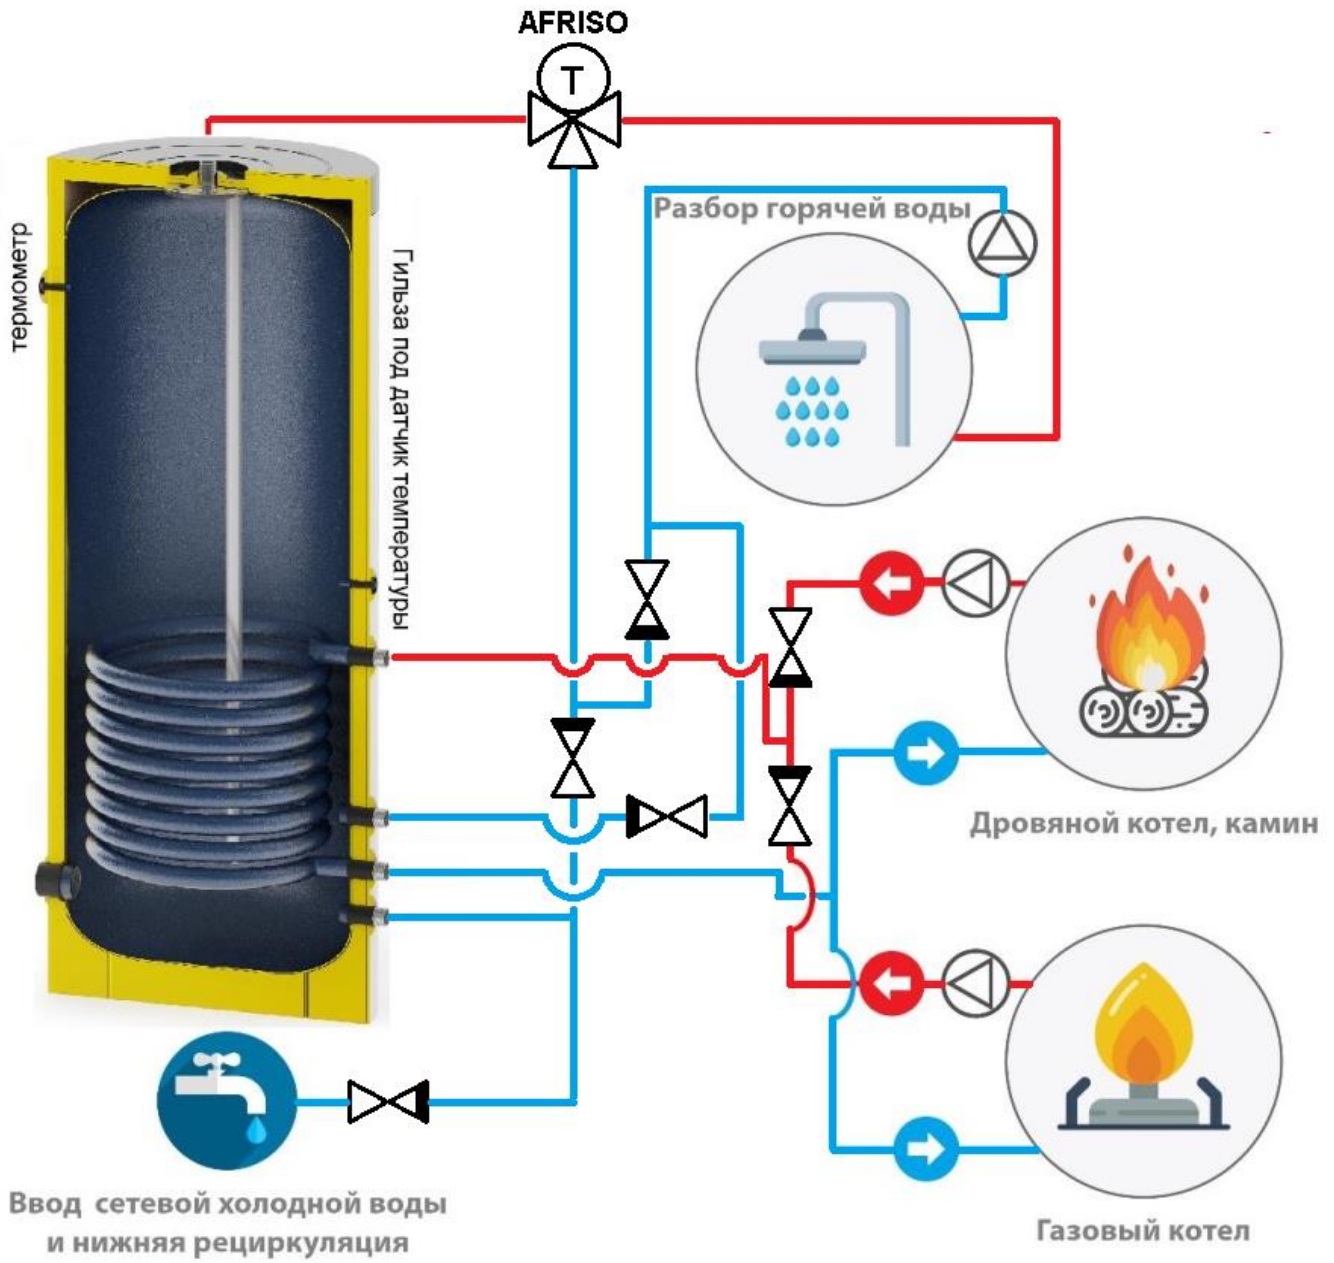 AFRISO
T
Разбор горячей воды
термометр
Гильза под датчик температуры
Дровяной котел, камин
Ввод сетевой холодной воды
и нижняя рециркуляция
Газовый котел